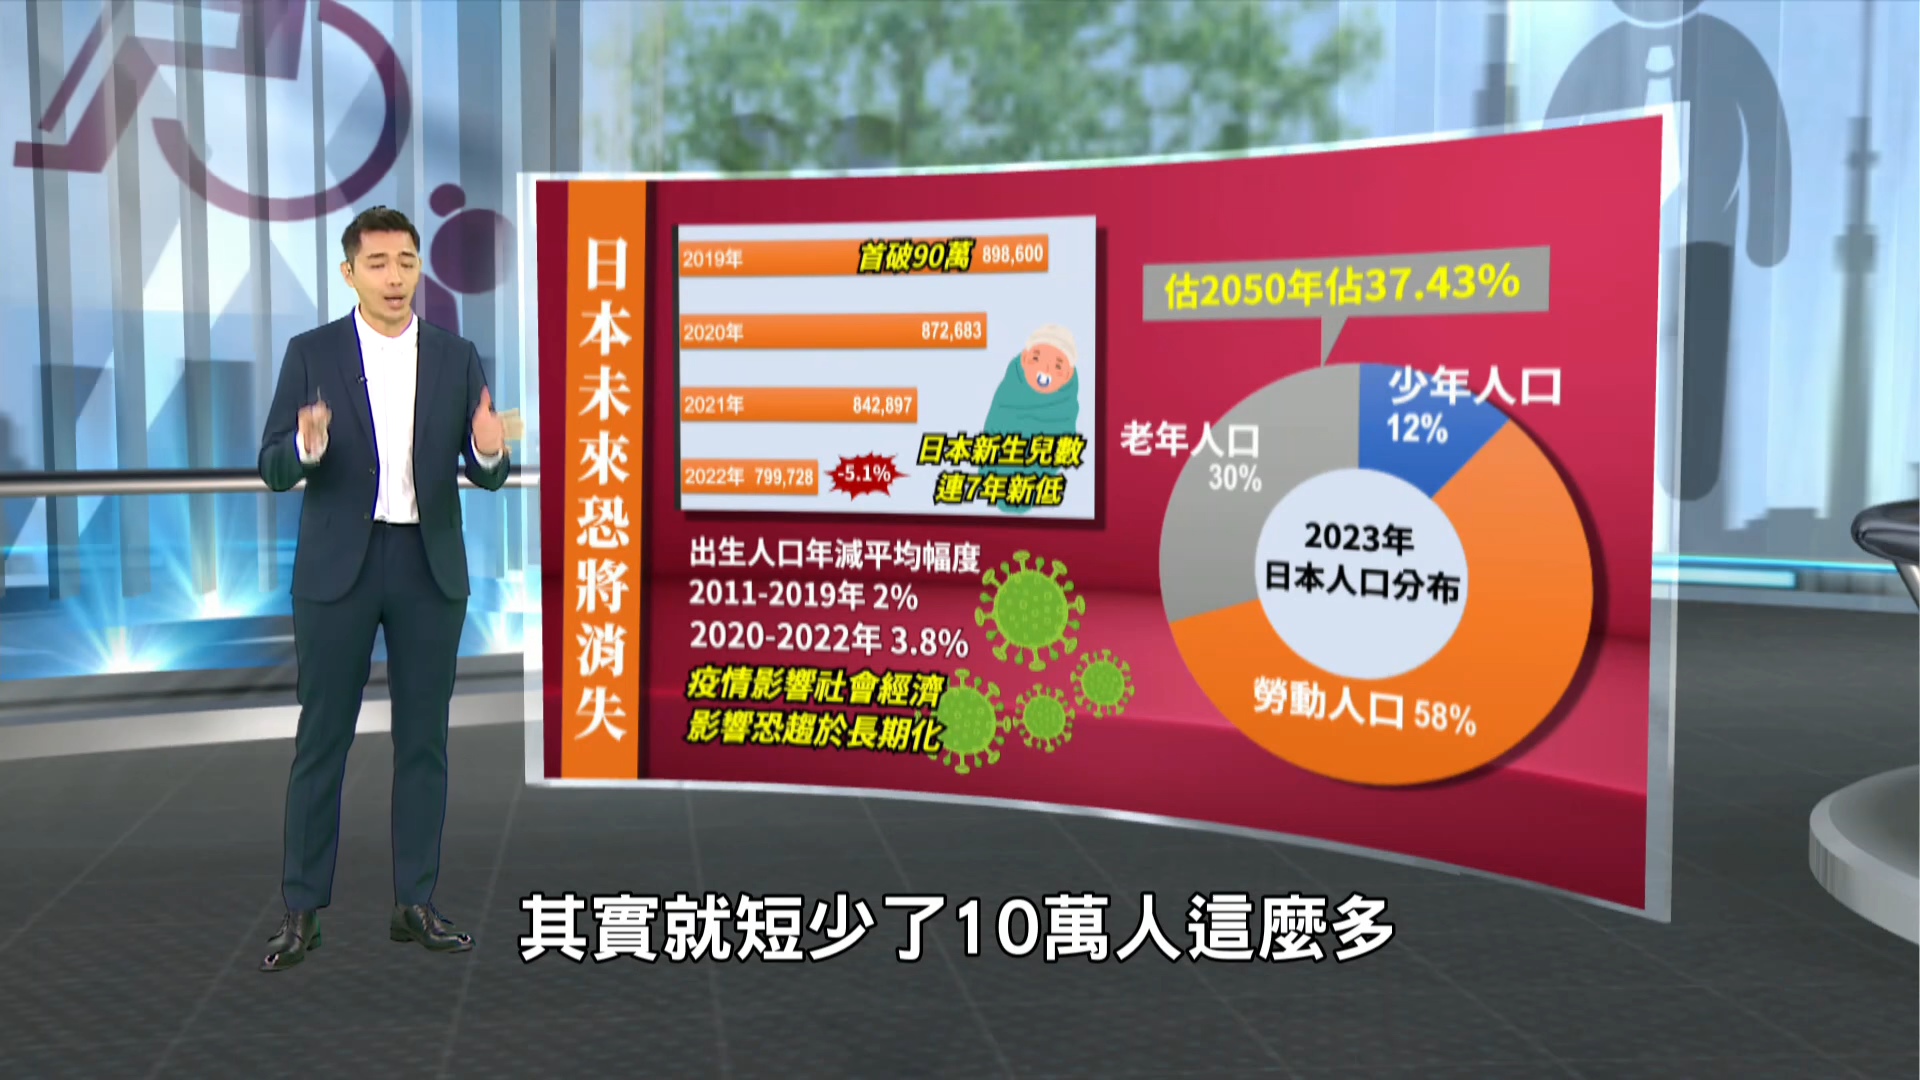 日本未來恐將消失
2019年 首破90萬 898,600
2020年 872,683
2021年 842,897
2022年 799,728 -5.1%
日本新生兒數
連7年新低
出生人口年減平均幅度
2011-2019年 2%
2020-2022年 3.8%
疫情影響社會經濟
影響恐趨於長期化
估2050年佔37.43%
少年人口
12%
老年人口
30%
2023年
日本人口分布
勞動人口 58%
其實就短少了10萬人這麼多